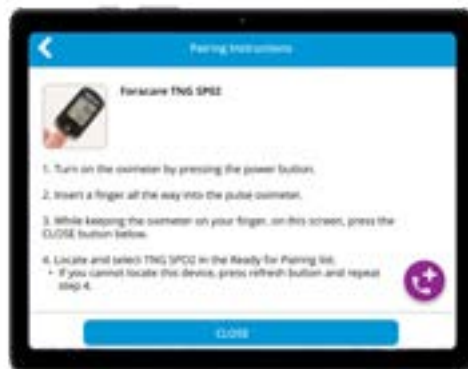 Pairing Instructions
Foracare TNG SPO2
1. Turn on the oximeter by pressing the power button.
2. Insert a finger all the way into the pulse oximeter.
3. While keeping the oximeter on your finger, on this screen, press the
CLOSE button below.
4. Locate and select TNG SPO2 in the Ready for Pairing list.
• If you cannot locate this device, press refresh button and repeat
step 4.
CLOSE